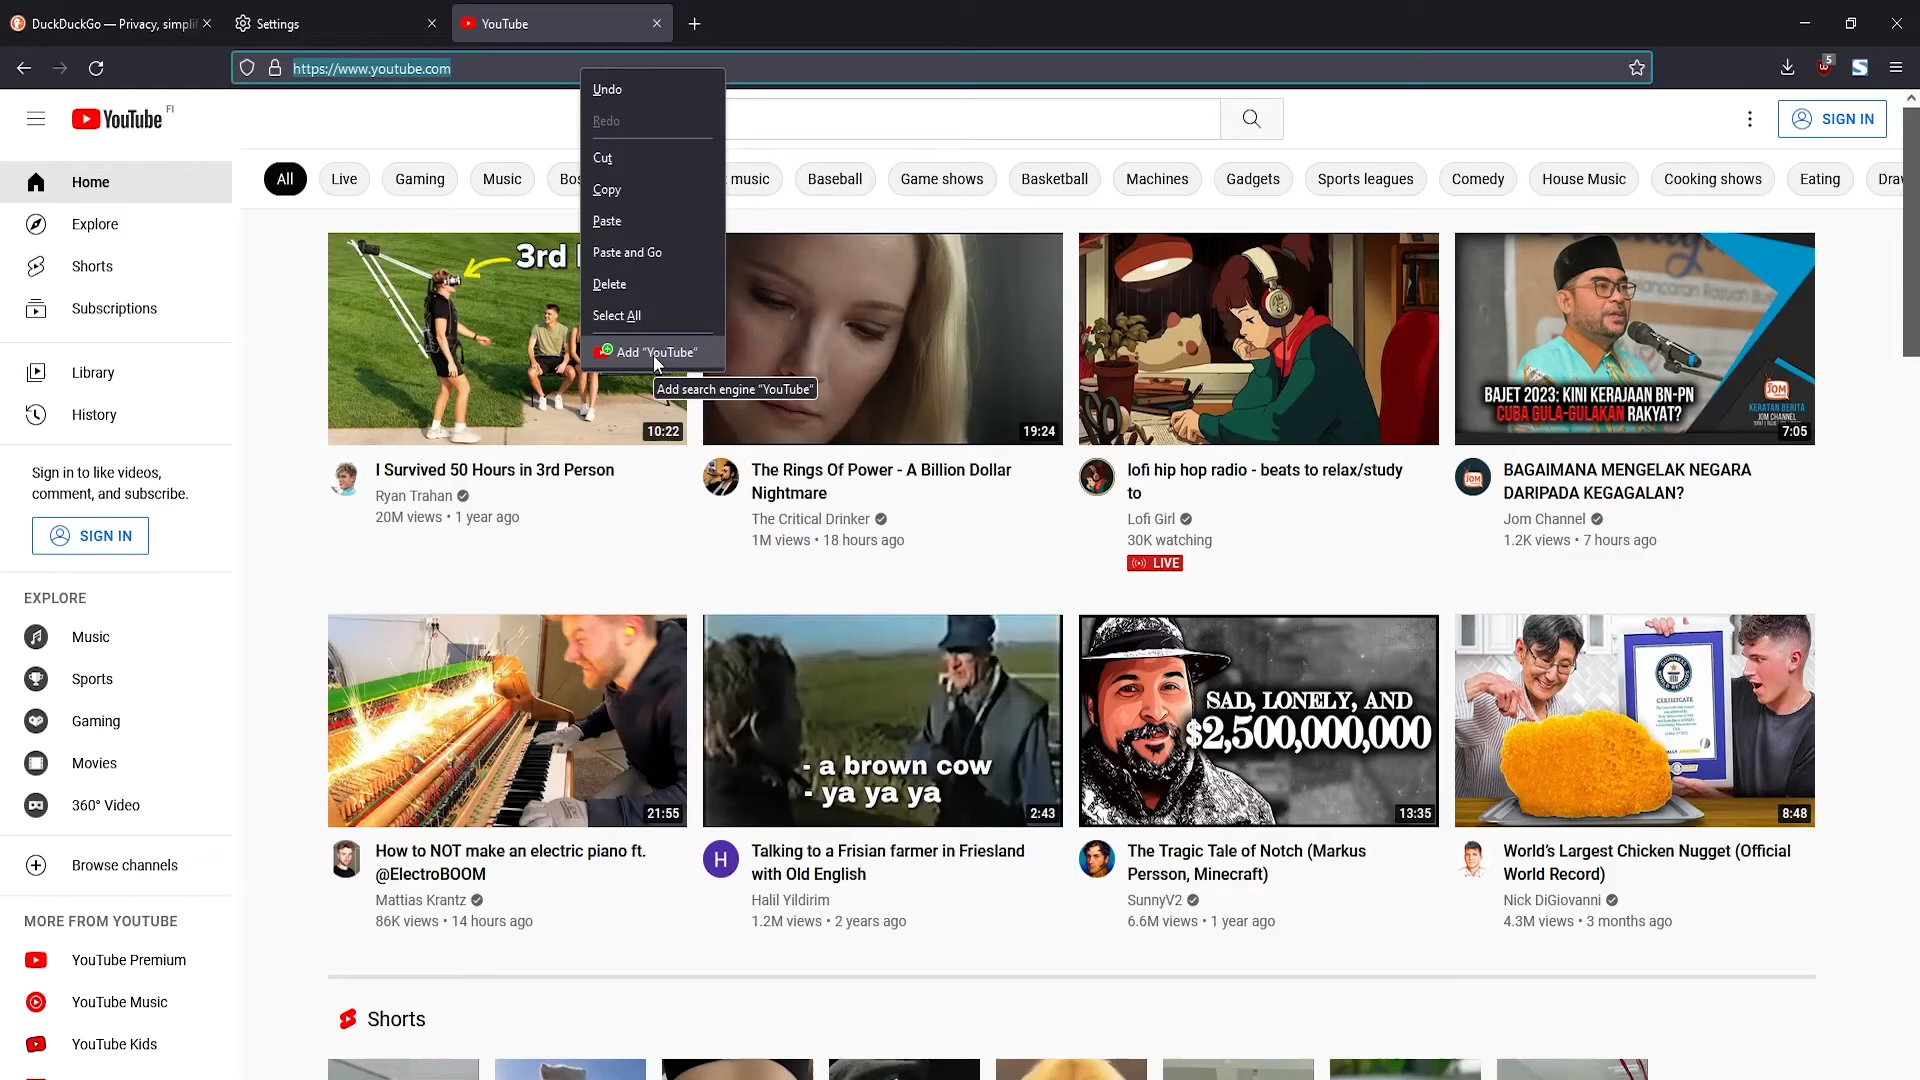 DuckDuckGo — Privacy, simplifi
Settings
YouTube
https://www.youtube.com
5
Undo
Redo
Cut
Copy
Paste
Paste and Go
Delete
Select All
Add "YouTube"
Add search engine "YouTube"
YouTube FI
SIGN IN
Home
Explore
Shorts
Subscriptions
Library
History
Sign in to like videos,
comment, and subscribe.
SIGN IN
EXPLORE
Music
Sports
Gaming
Movies
360° Video
Browse channels
MORE FROM YOUTUBE
YouTube Premium
YouTube Music
YouTube Kids
All
Live
Gaming
Music
Bos
music
Baseball
Game shows
Basketball
Machines
Gadgets
Sports leagues
Comedy
House Music
Cooking shows
Eating
Dra
3rd
10:22
I Survived 50 Hours in 3rd Person
Ryan Trahan
20M views • 1 year ago
19:24
The Rings Of Power - A Billion Dollar
Nightmare
The Critical Drinker
1M views • 18 hours ago
lofi hip hop radio - beats to relax/study
to
Lofi Girl
30K watching
LIVE
BAJET 2023: KINI KERAJAAN BN-PN
CUBA GULA-GULAKAN RAKYAT?
JOM
KERATAN BERITA
JOM CHANNEL
7:05
JOM
BAGAIMANA MENGELAK NEGARA
DARIPADA KEGAGALAN?
Jom Channel
1.2K views • 7 hours ago
21:55
How to NOT make an electric piano ft.
@ElectroBOOM
Mattias Krantz
86K views • 14 hours ago
- a brown cow
- ya ya ya
2:43
H
Talking to a Frisian farmer in Friesland
with Old English
Halil Yildirim
1.2M views • 2 years ago
SAD, LONELY, AND
$2,500,000,000
13:35
The Tragic Tale of Notch (Markus
Persson, Minecraft)
SunnyV2
6.6M views • 1 year ago
CERTIFICATE
8:48
World's Largest Chicken Nugget (Official
World Record)
Nick DiGiovanni
4.3M views • 3 months ago
Shorts